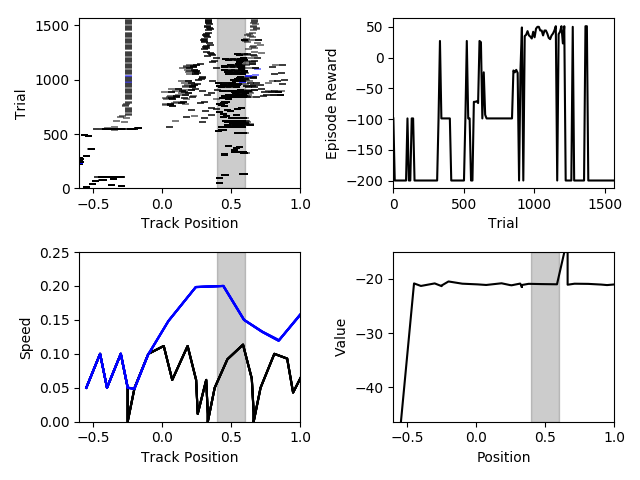 1500
1000
500
0
Trial
−0.5 0.0 0.5 1.0
Track Position
50
0
−50
−100
−150
−200
Episode Reward
0 500 1000 1500
Trial
0.25
0.20
0.15
0.10
0.05
0.00
Speed
−0.5 0.0 0.5 1.0
Track Position
−20
−30
−40
Value
−0.5 0.0 0.5 1.0
Position